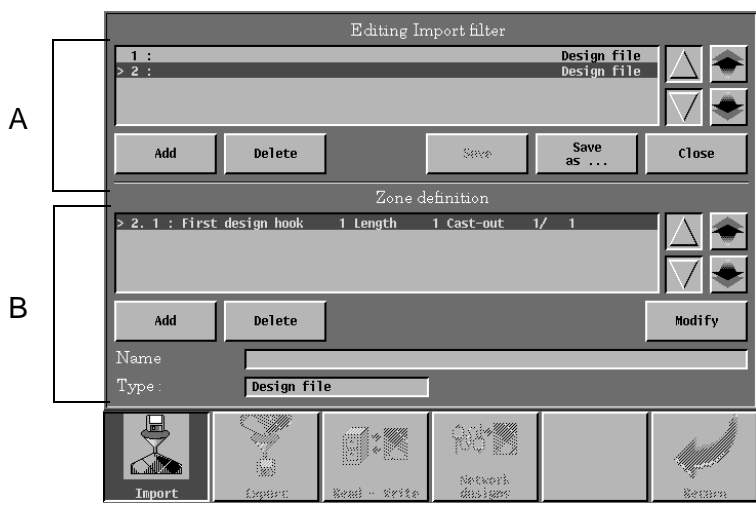 Editing Import filter
A
1 : Design file
> 2 : Design file
Add Delete Save Save as ... Close
Zone definition
B
> 2. 1 : First design hook 1 Length 1 Cast-out 1/ 1
Add Delete Modify
Name
Type : Design file
Import Export Read - Write Network designs Return